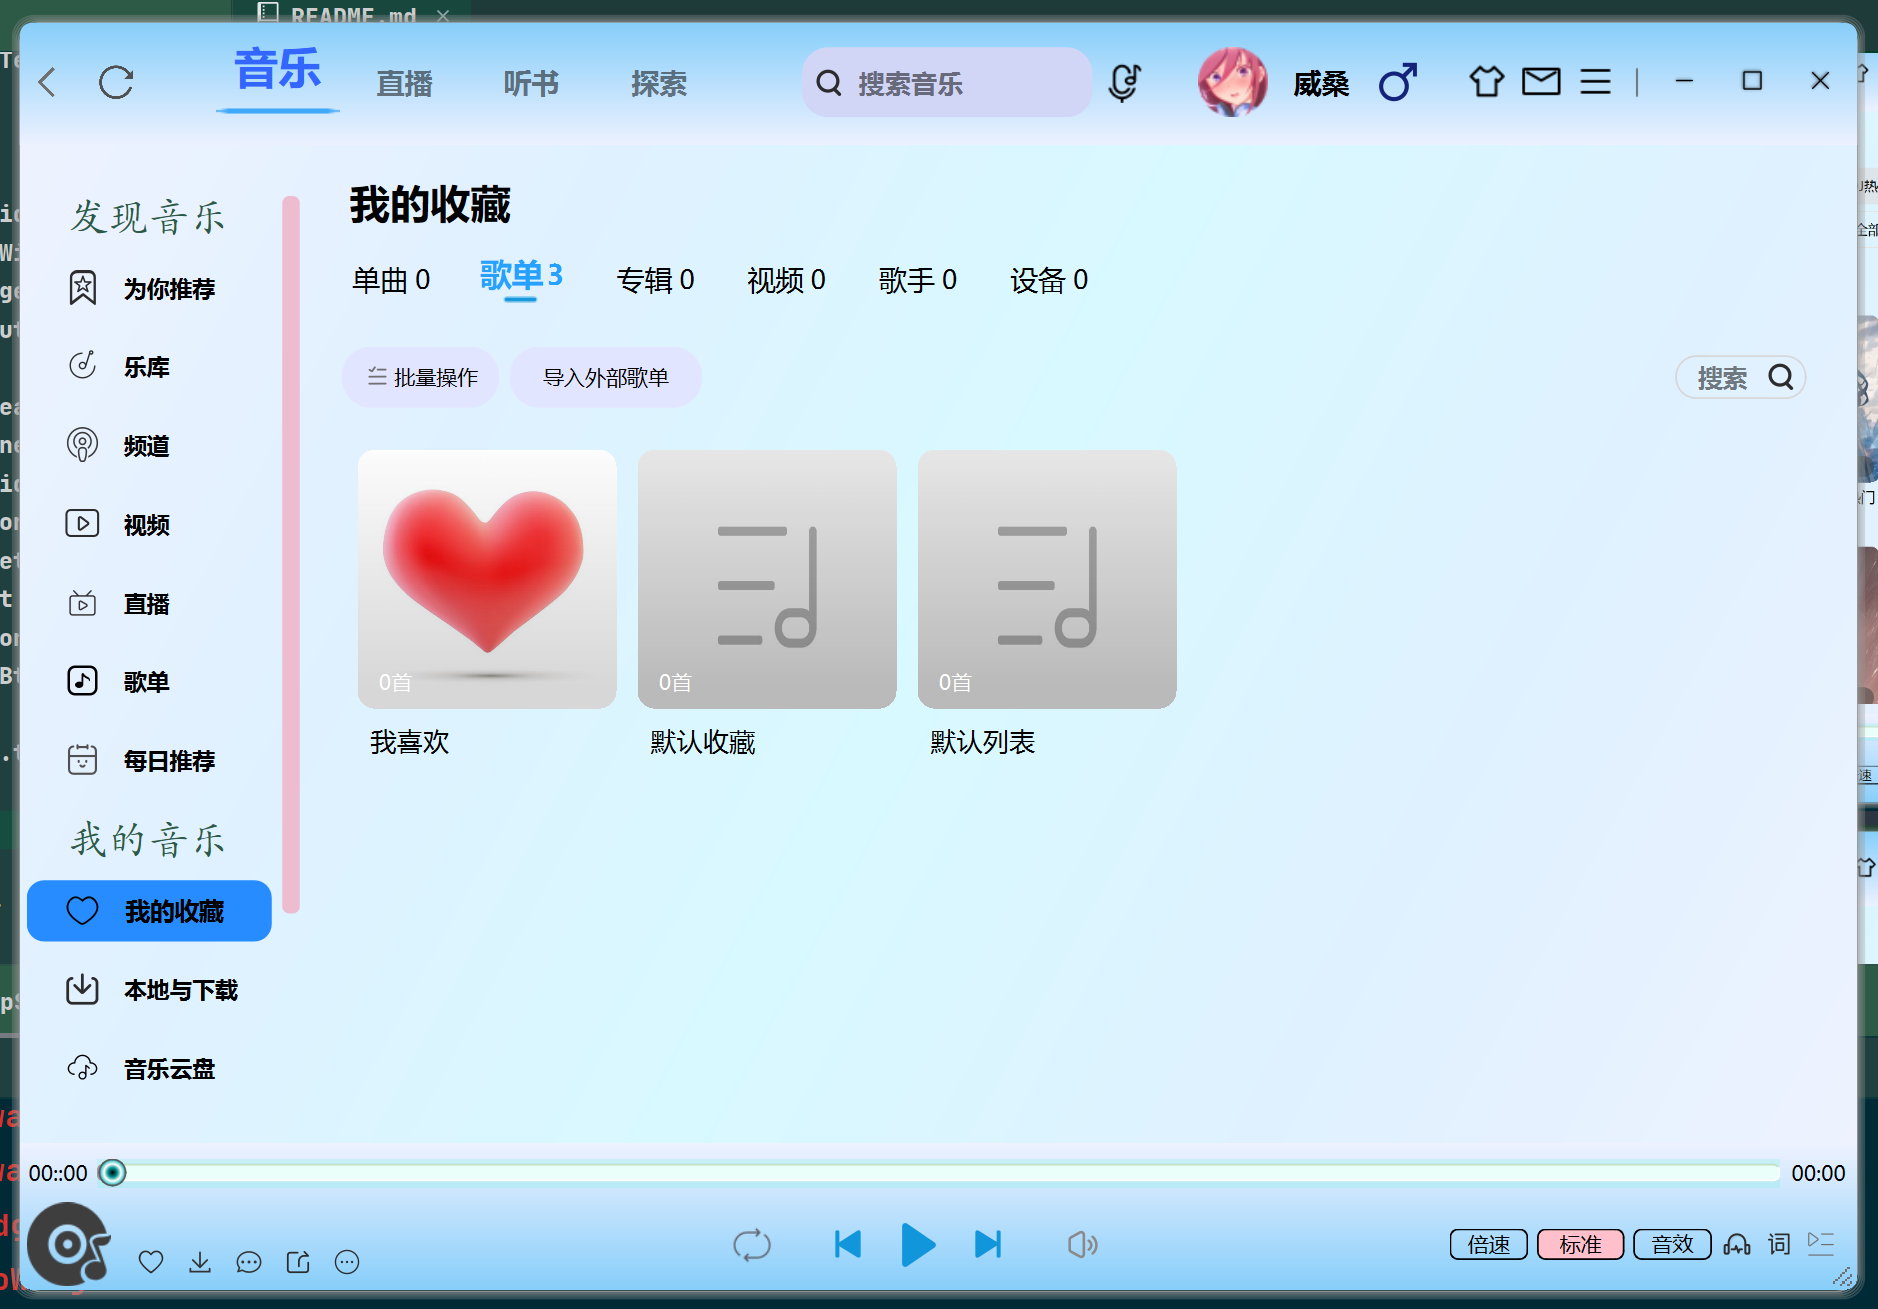 README.md
音乐
直播
听书
探索
搜索音乐
威桑
发现音乐
为你推荐
乐库
频道
视频
直播
歌单
每日推荐
我的音乐
我的收藏
本地与下载
音乐云盘
我的收藏
单曲 0
歌单 3
专辑 0
视频 0
歌手 0
设备 0
批量操作
导入外部歌单
搜索
0首
0首
0首
我喜欢
默认收藏
默认列表
00::00
00:00
倍速
标准
音效
词